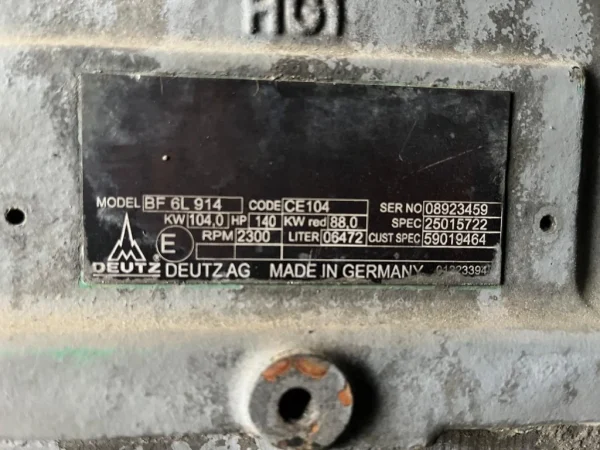 HGI
MODEL BF 6L 914 CODE CE104 SER NO 08923459
KW 104,0 HP 140 KW red 88,0 SPEC 25015722
E RPM 2300 LITER 06472 CUST SPEC 59019464
DEUTZ DEUTZ AG MADE IN GERMANY